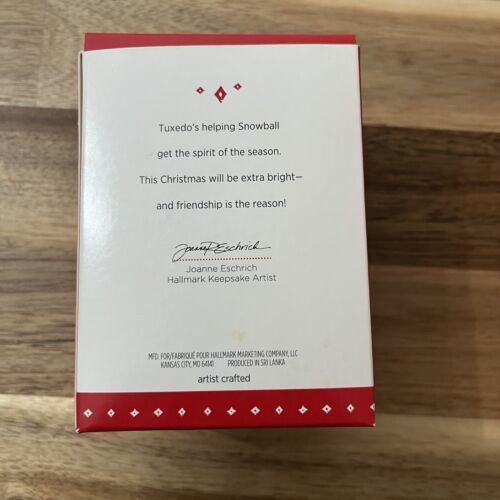 Tuxedo's helping Snowball
get the spirit of the season.
This Christmas will be extra bright—
and friendship is the reason!
Joanne Eschrich
Joanne Eschrich
Hallmark Keepsake Artist
MFD. FOR/FABRIQUÉ POUR HALLMARK MARKETING COMPANY, LLC
KANSAS CITY, MO 64141 PRODUCED IN SRI LANKA
artist crafted